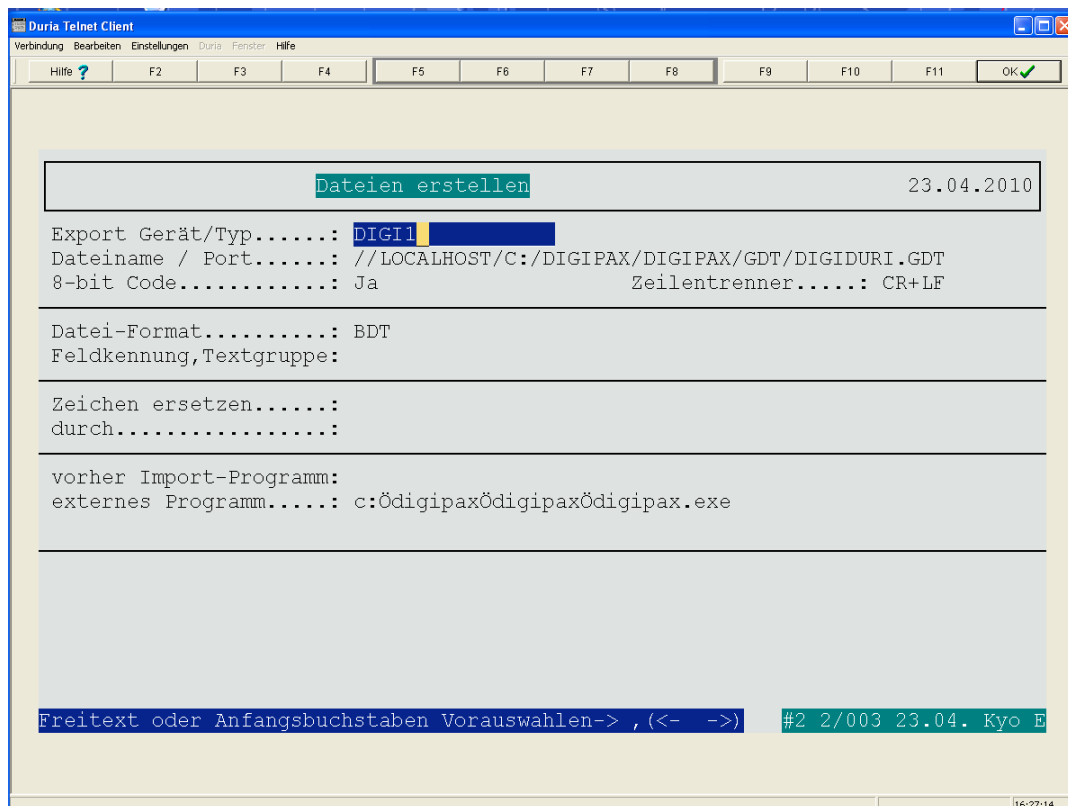 Duria Telnet Client
Verbindung Bearbeiten Einstellungen Duria Fenster Hilfe
Hilfe ? F2 F3 F4 F5 F6 F7 F8 F9 F10 F11 OK
Dateien erstellen 23.04.2010
Export Gerät/Typ......: DIGI1
Dateiname / Port......: //LOCALHOST/C:/DIGIPAX/DIGIPAX/GDT/DIGIDURI.GDT
8-bit Code............: Ja Zeilentrenner.....: CR+LF
Datei-Format..........: BDT
Feldkennung,Textgruppe:
Zeichen ersetzen......:
durch.................:
vorher Import-Programm:
externes Programm.....: c:ÖdigipaxÖdigipaxÖdigipax.exe
Freitext oder Anfangsbuchstaben Vorauswahlen-> ,(<- ->) #2 2/003 23.04. Kyo E
16:27:14